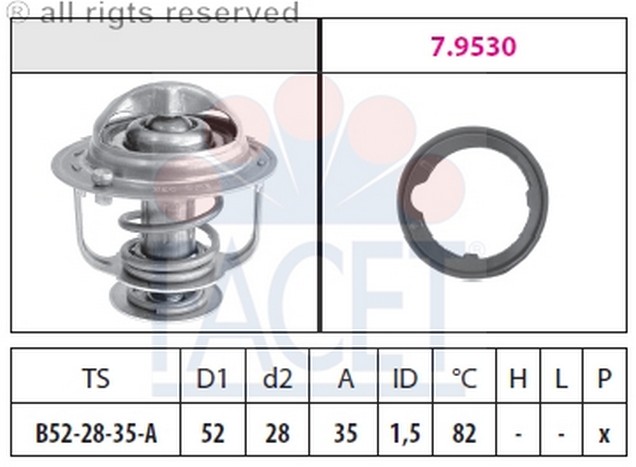 ® all rigts reserved
7.9530
FACET
TS D1 d2 A ID °C H L P
B52-28-35-A 52 28 35 1,5 82 - - x